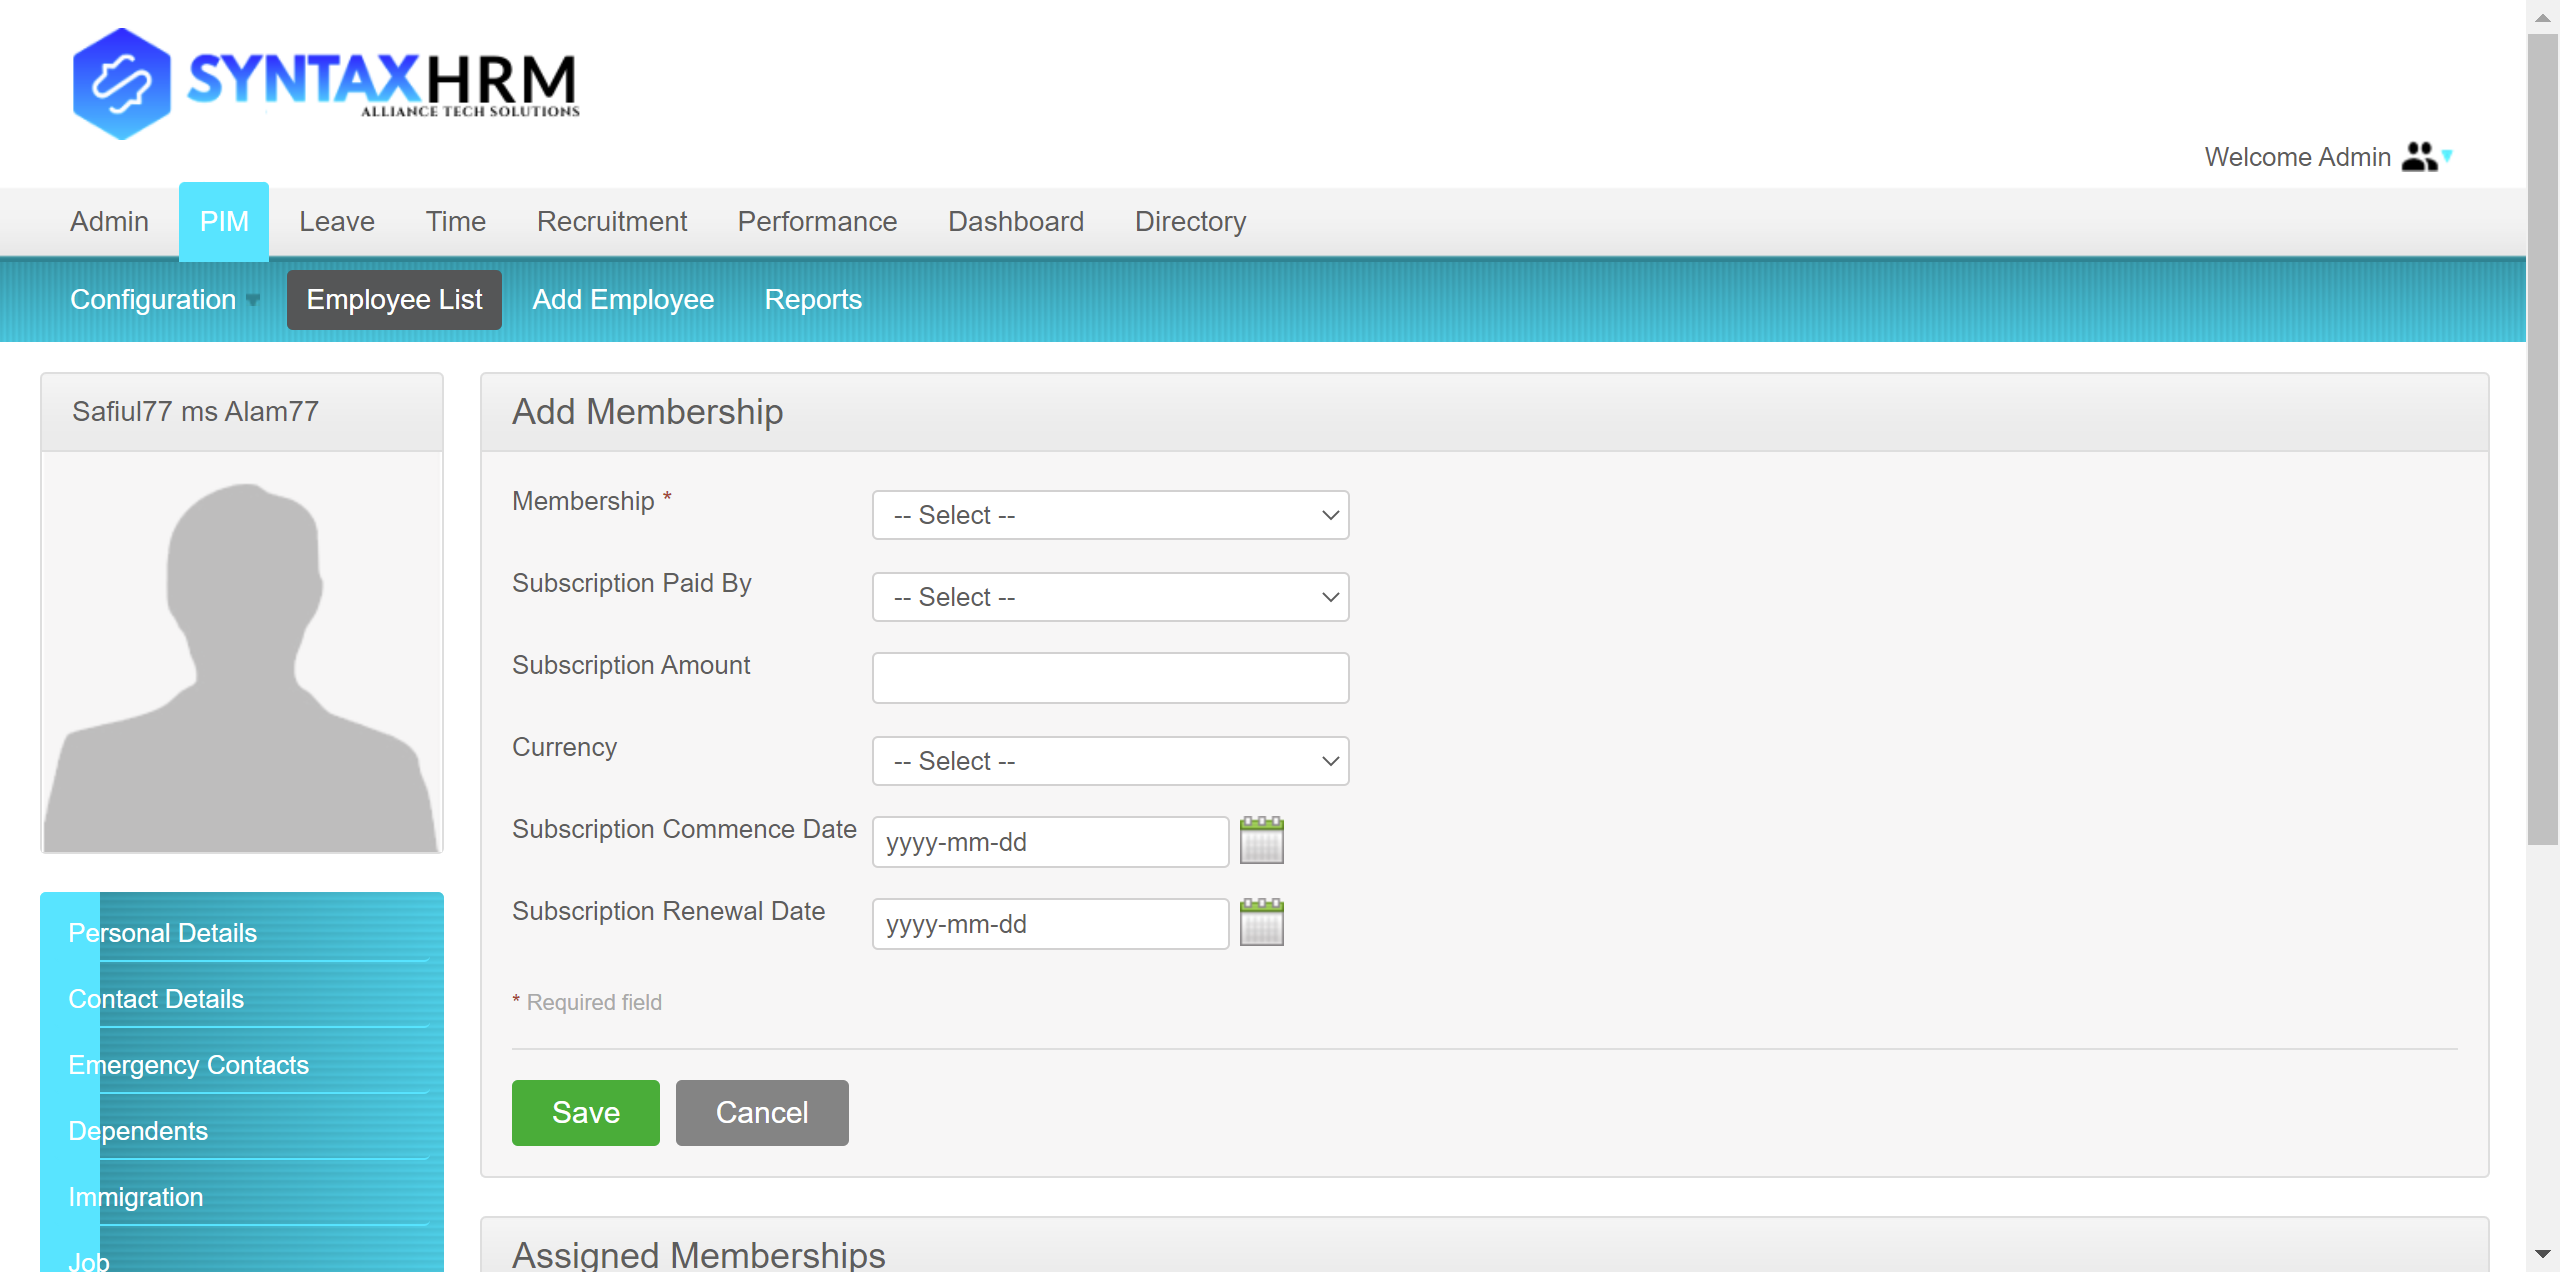 SYNTAXHRM
ALLIANCE TECH SOLUTIONS
Welcome Admin
Admin PIM Leave Time Recruitment Performance Dashboard Directory
Configuration Employee List Add Employee Reports
Safiul77 ms Alam77
Add Membership
Membership *
-- Select --
Subscription Paid By
-- Select --
Subscription Amount
Currency
-- Select --
Subscription Commence Date
yyyy-mm-dd
Subscription Renewal Date
yyyy-mm-dd
* Required field
Save Cancel
Personal Details
Contact Details
Emergency Contacts
Dependents
Immigration
Job
Assigned Memberships